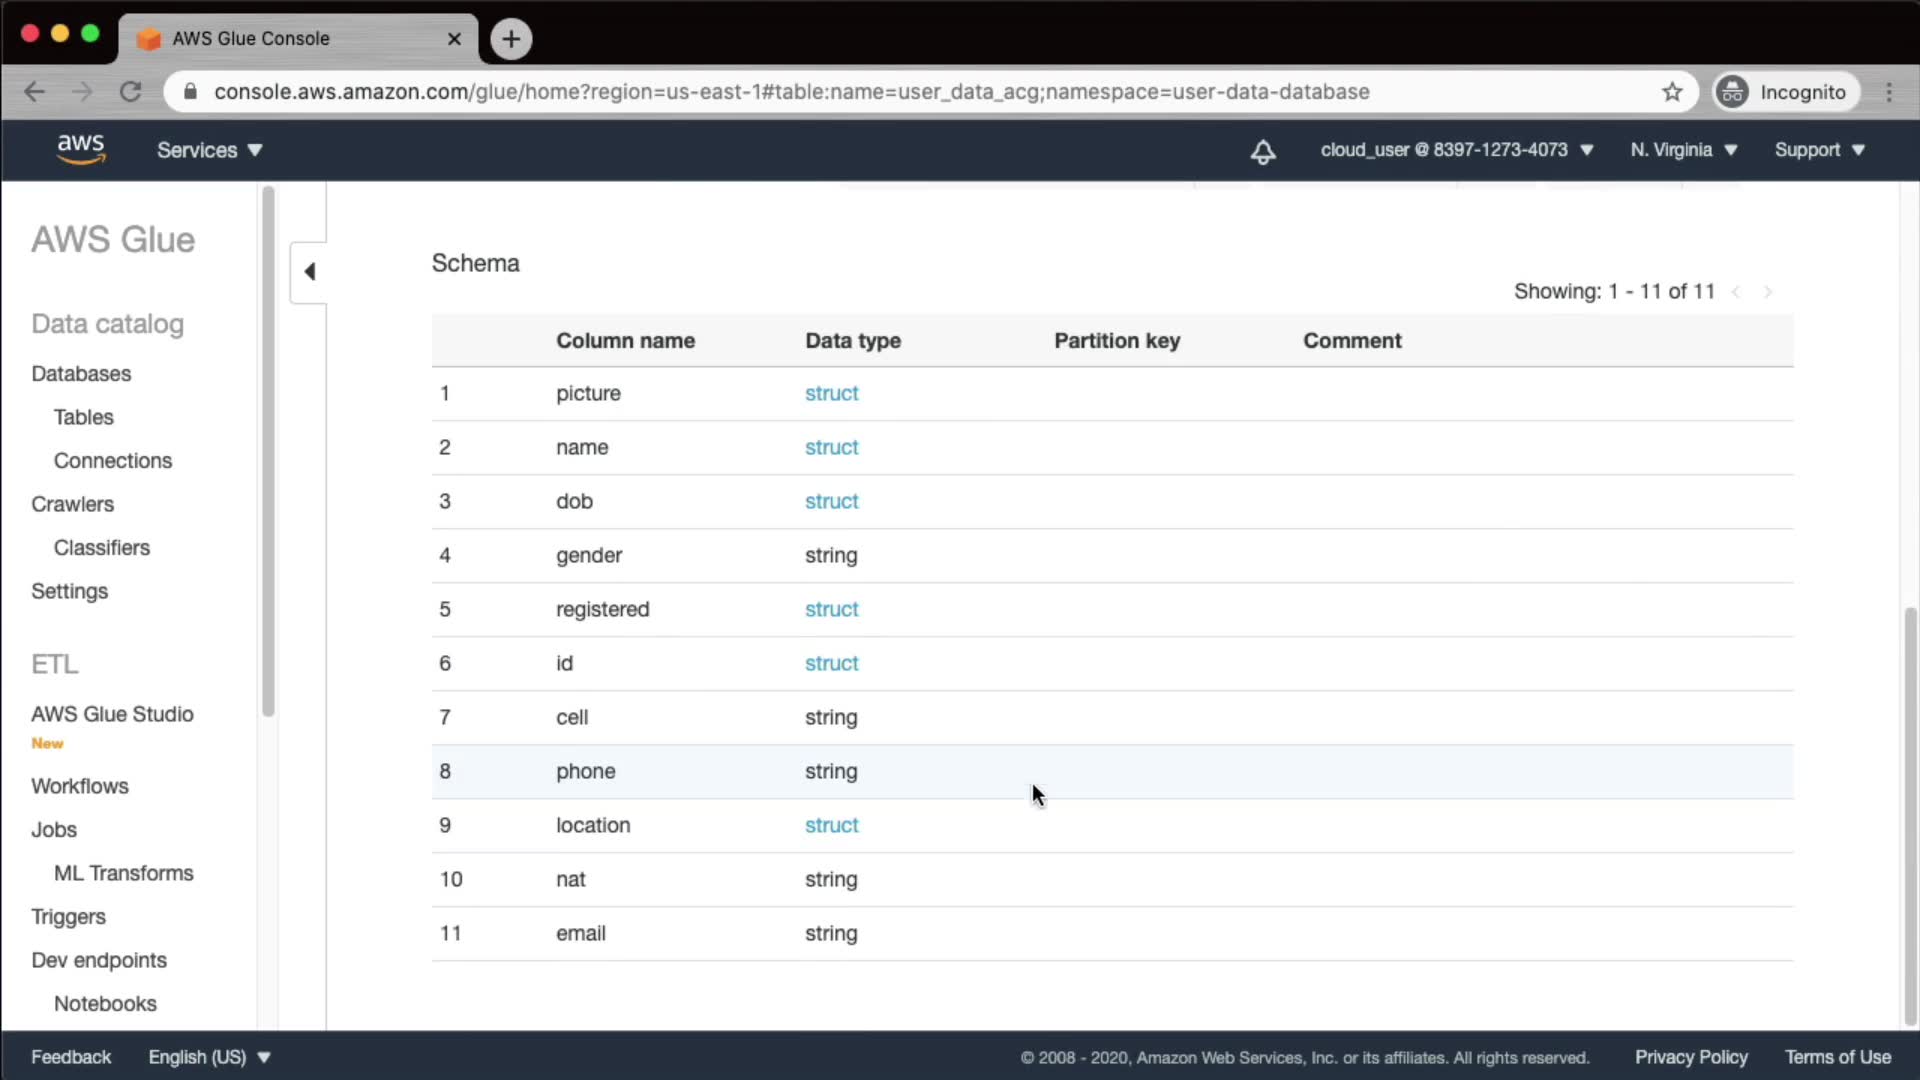 AWS Glue Console
console.aws.amazon.com/glue/home?region=us-east-1#table:name=user_data_acg;namespace=user-data-database
Incognito
aws
Services
cloud_user @ 8397-1273-4073
N. Virginia
Support
AWS Glue
Data catalog
Databases
Tables
Connections
Crawlers
Classifiers
Settings
ETL
AWS Glue Studio
New
Workflows
Jobs
ML Transforms
Triggers
Dev endpoints
Notebooks
Schema
Showing: 1 - 11 of 11
Column name Data type Partition key Comment
1 picture struct
2 name struct
3 dob struct
4 gender string
5 registered struct
6 id struct
7 cell string
8 phone string
9 location struct
10 nat string
11 email string
Feedback
English (US)
© 2008 - 2020, Amazon Web Services, Inc. or its affiliates. All rights reserved.
Privacy Policy
Terms of Use